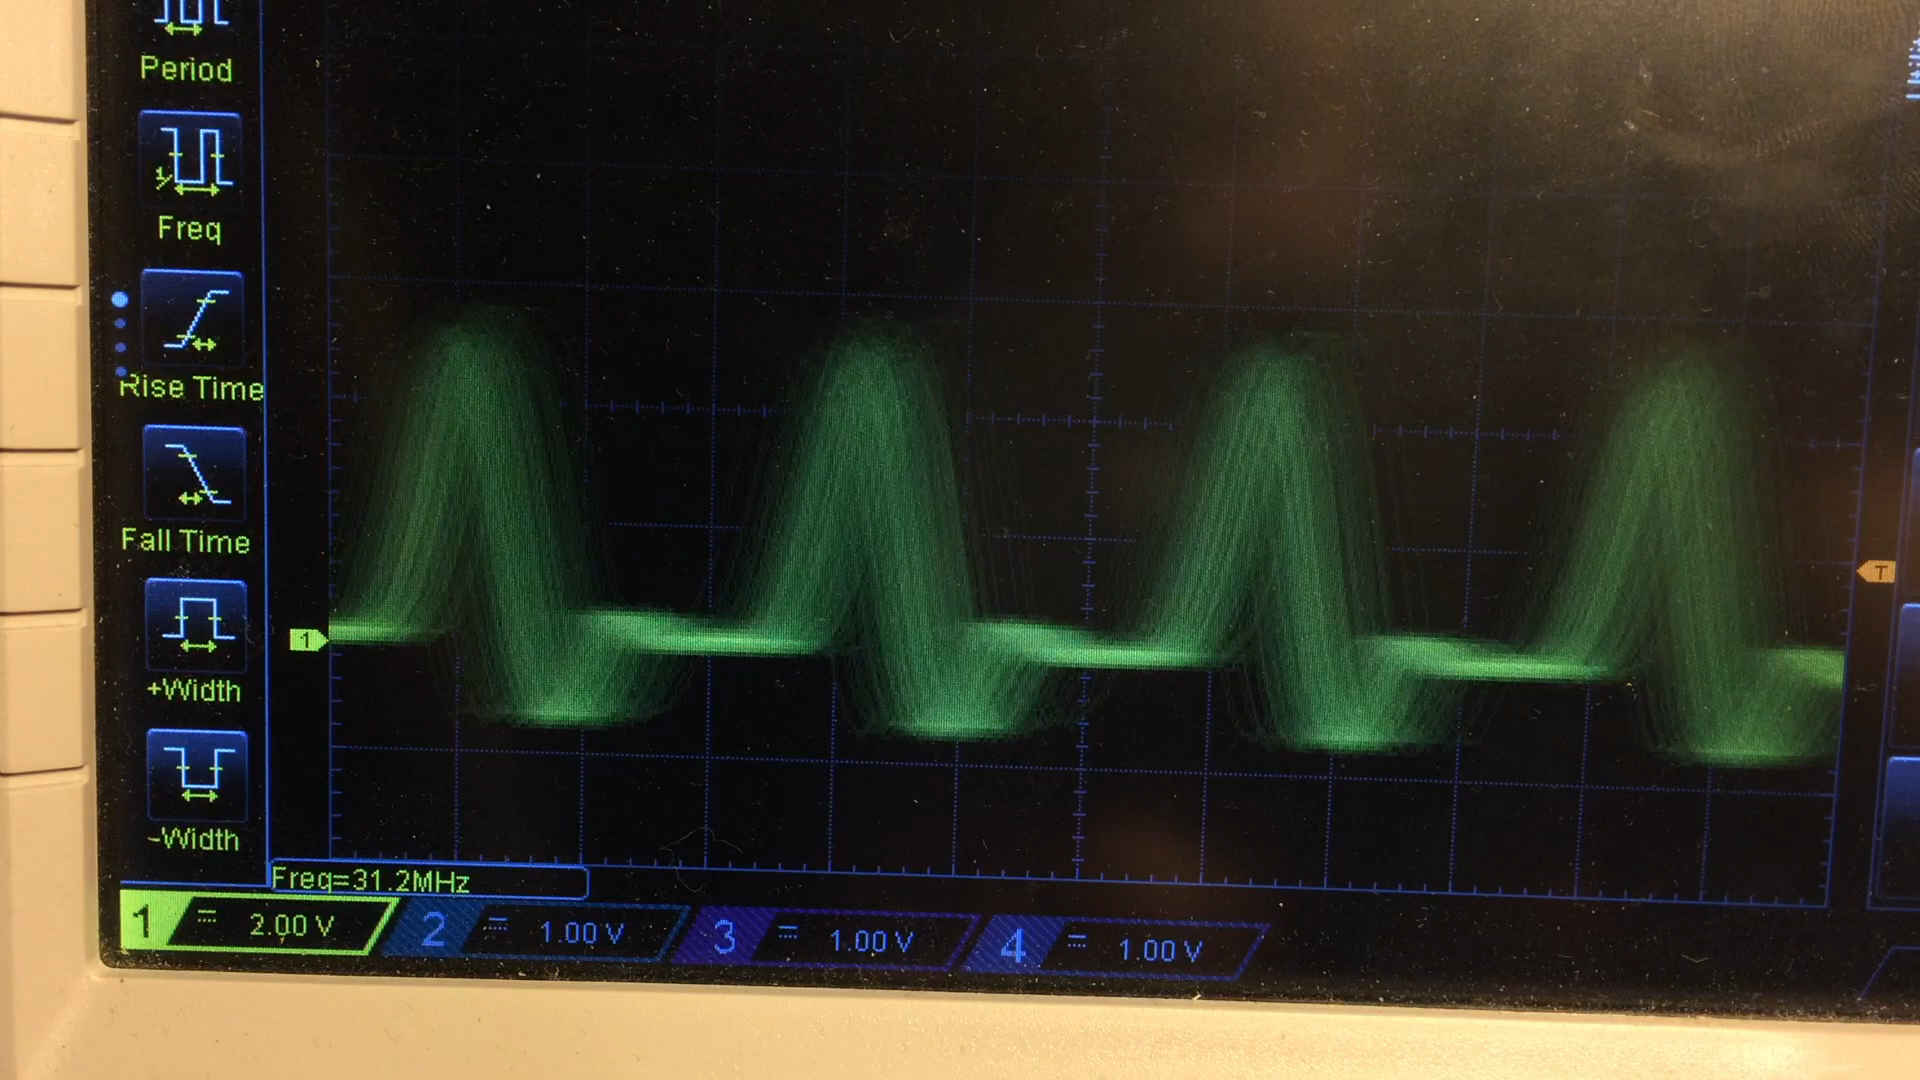 Period
1/
Freq
Rise Time
Fall Time
+Width
-Width
1
T
Freq=31.2MHz
1 2.00 V 2 1.00 V 3 1.00 V 4 1.00 V